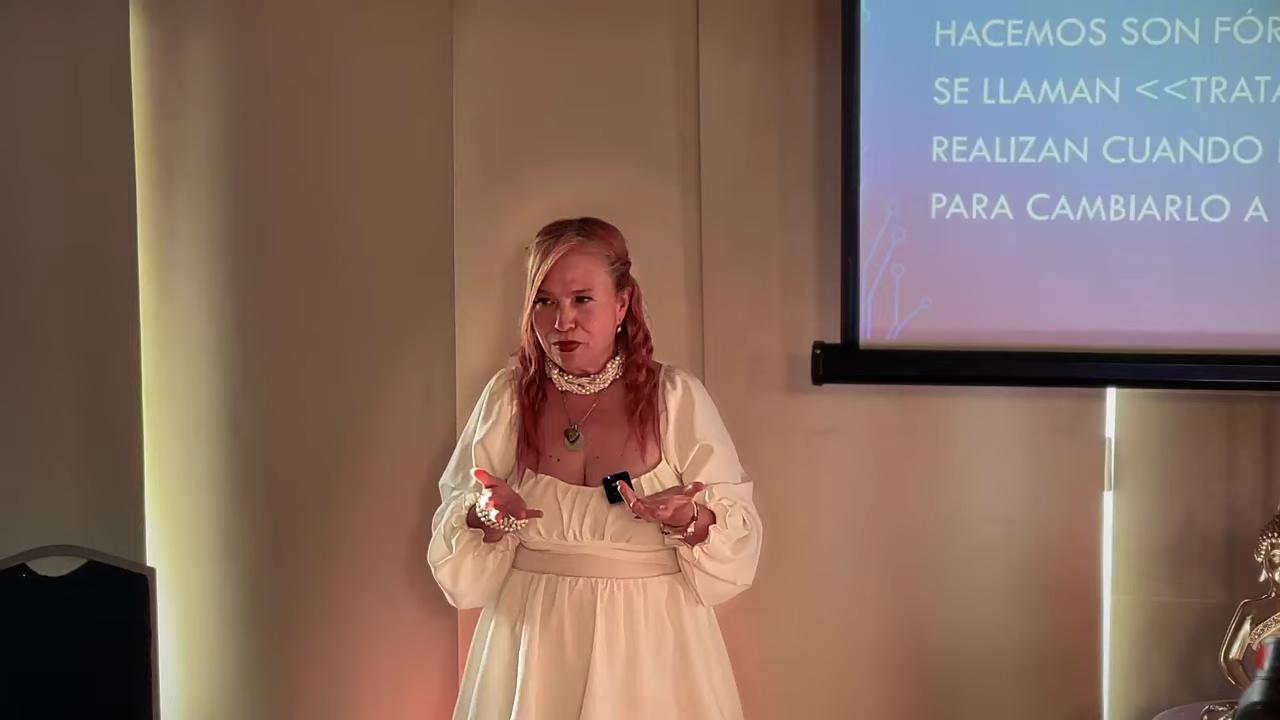 HACEMOS SON FÓR
SE LLAMAN <<TRATA
REALIZAN CUANDO
PARA CAMBIARLO A